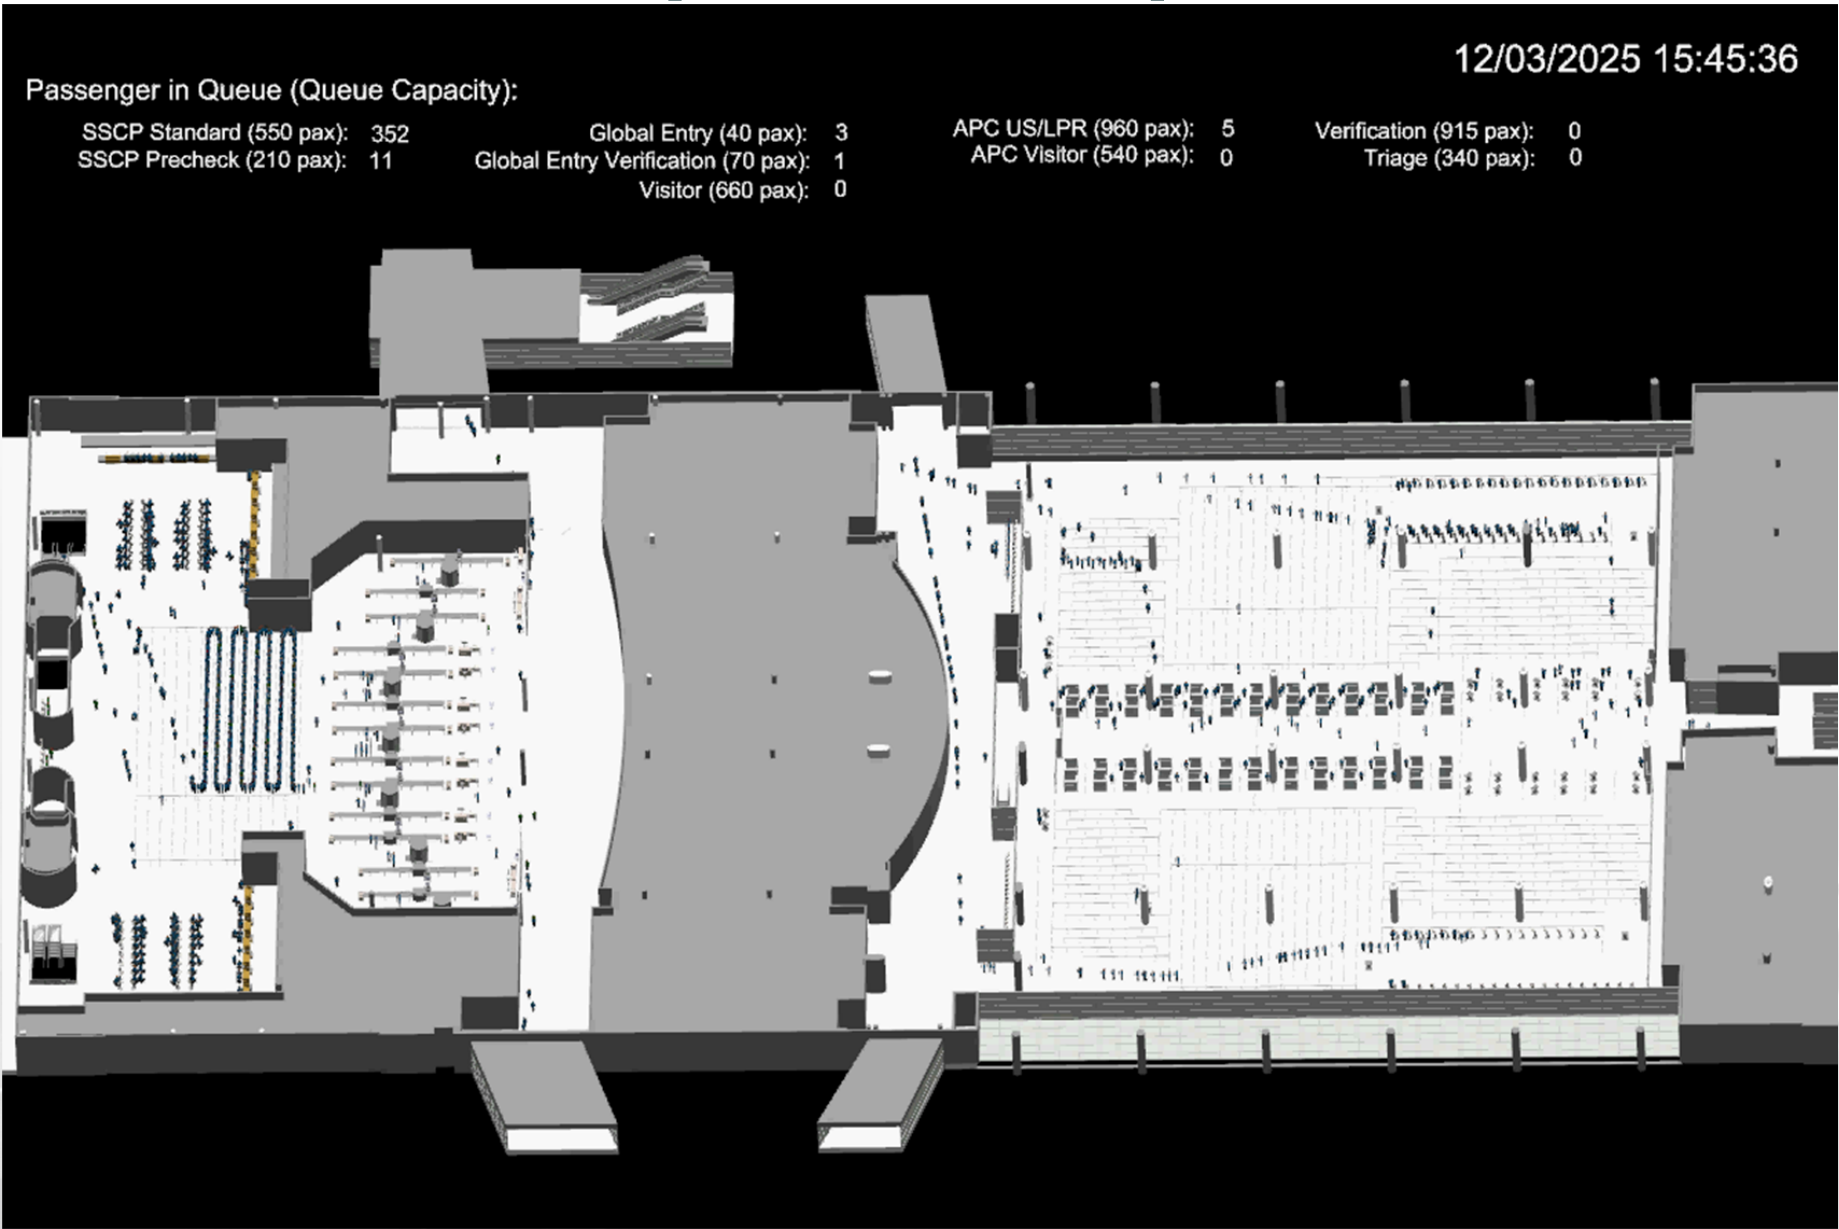 12/03/2025 15:45:36
Passenger in Queue (Queue Capacity):
SSCP Standard (550 pax): 352
SSCP Precheck (210 pax): 11
Global Entry (40 pax): 3
Global Entry Verification (70 pax): 1
Visitor (660 pax): 0
APC US/LPR (960 pax): 5
APC Visitor (540 pax): 0
Verification (915 pax): 0
Triage (340 pax): 0